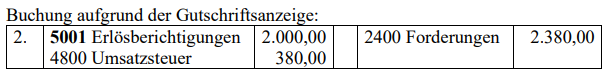 Buchung aufgrund der Gutschriftsanzeige:
2. 5001 Erlösberichtigungen 2.000,00 2400 Forderungen 2.380,00
4800 Umsatzsteuer 380,00